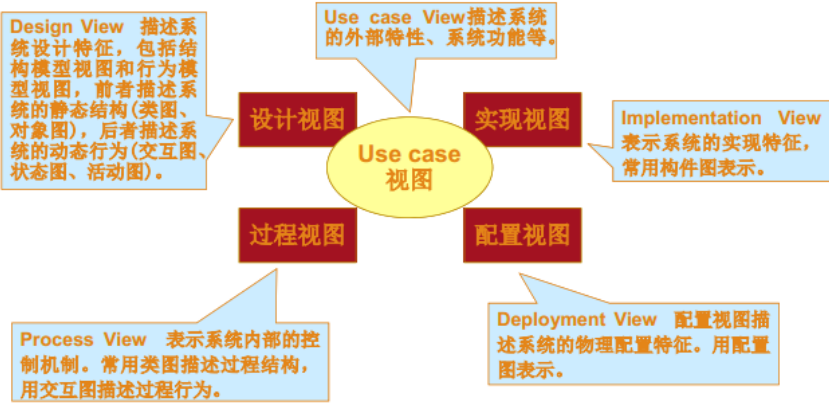 Design View 描述系
统设计特征，包括结
构模型视图和行为模
型视图，前者描述系
统的静态结构(类图、
对象图)，后者描述系
统的动态行为(交互图、
状态图、活动图)。
Use case View描述系统
的外部特性、系统功能等。
设计视图
实现视图
Implementation View
表示系统的实现特征，
常用构件图表示。
Use case
视图
过程视图
配置视图
Process View 表示系统内部的控
制机制。常用类图描述过程结构，
用交互图描述过程行为。
Deployment View 配置视图描
述系统的物理配置特征。用配置
图表示。